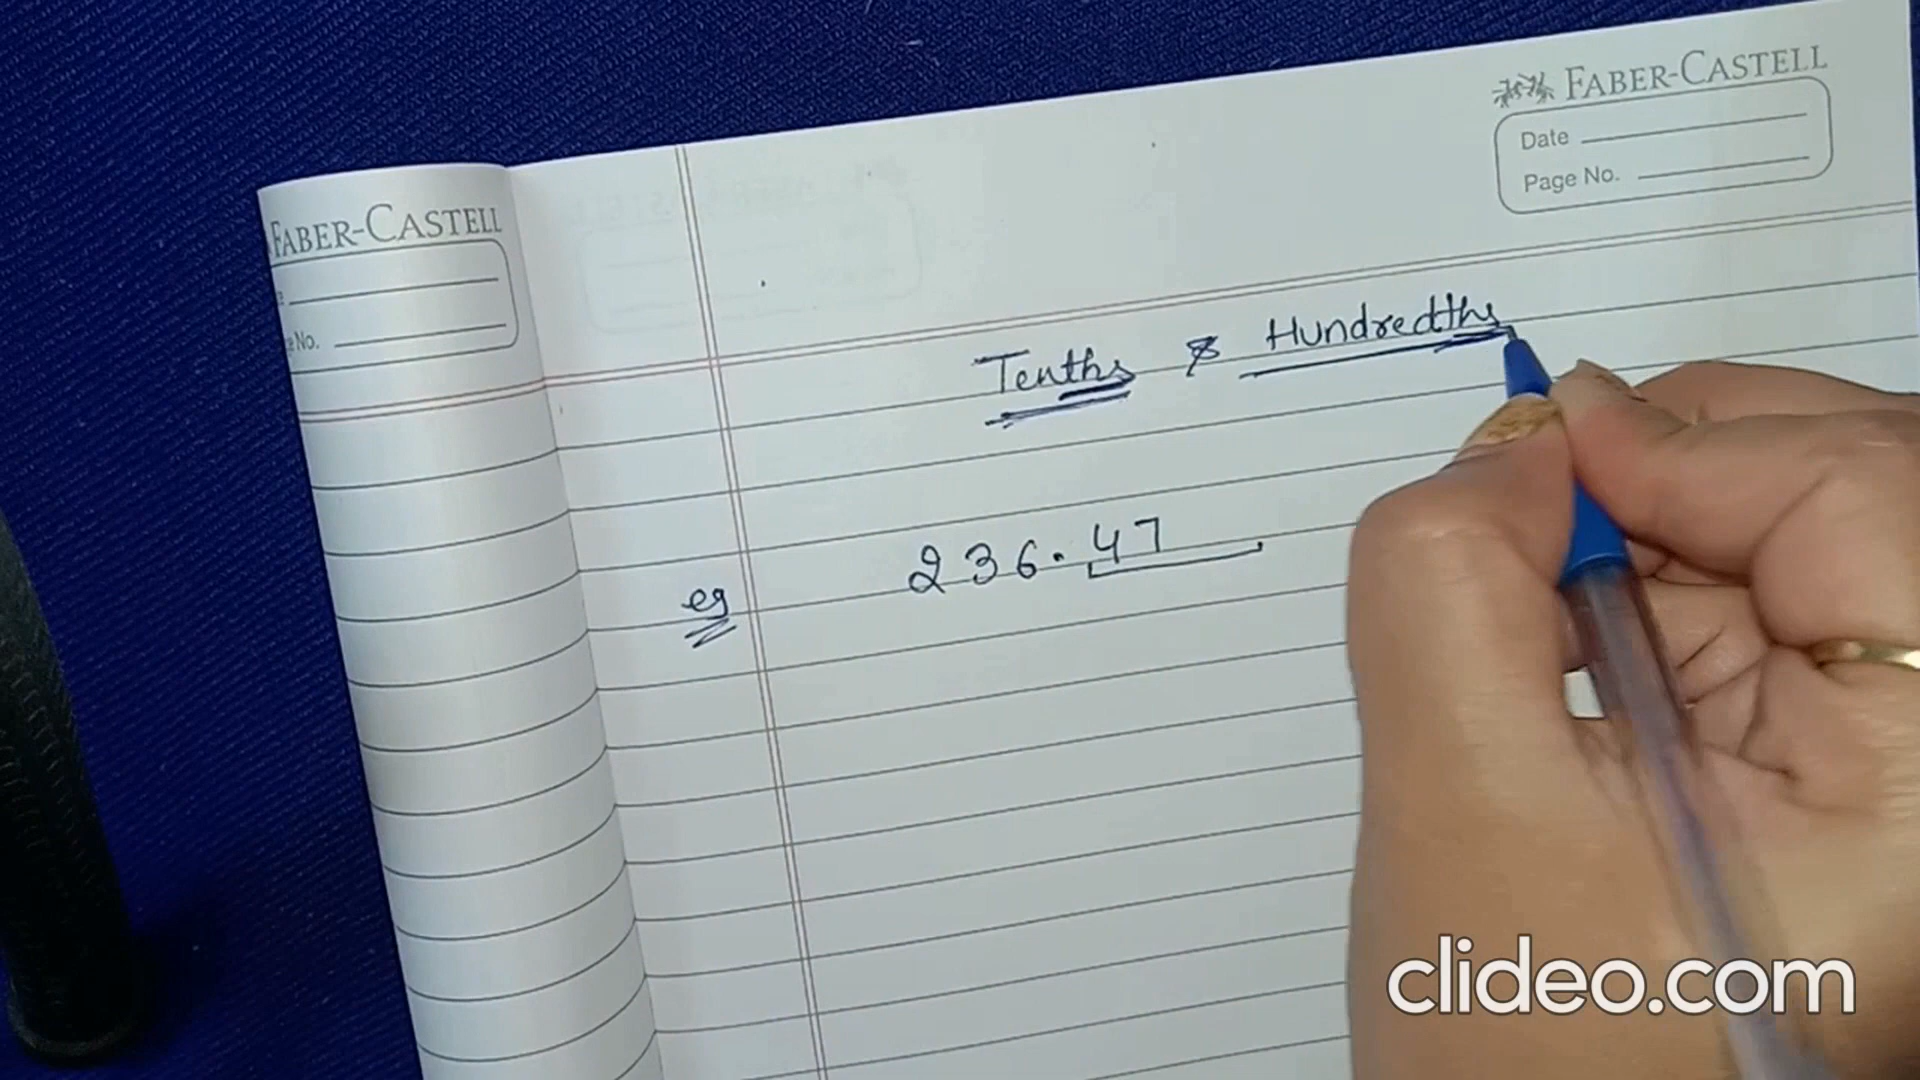 FABER-CASTELL
Date
Page No.
FABER-CASTELL
No.
Tenths & Hundredths
eg 236.47
clideo.com